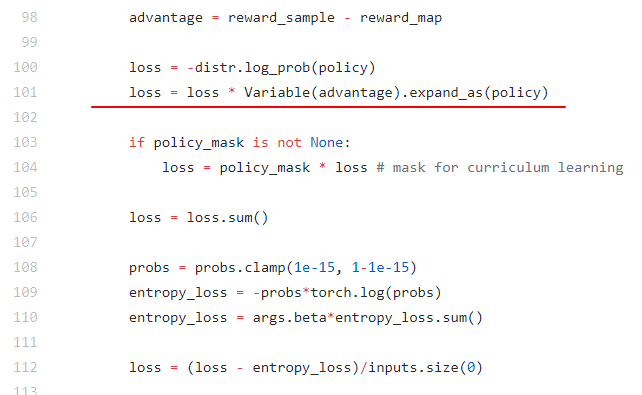 98 advantage = reward_sample - reward_map
99
100 loss = -distr.log_prob(policy)
101 loss = loss * Variable(advantage).expand_as(policy)
102
103 if policy_mask is not None:
104 loss = policy_mask * loss # mask for curriculum learning
105
106 loss = loss.sum()
107
108 probs = probs.clamp(1e-15, 1-1e-15)
109 entropy_loss = -probs*torch.log(probs)
110 entropy_loss = args.beta*entropy_loss.sum()
111
112 loss = (loss - entropy_loss)/inputs.size(0)
113